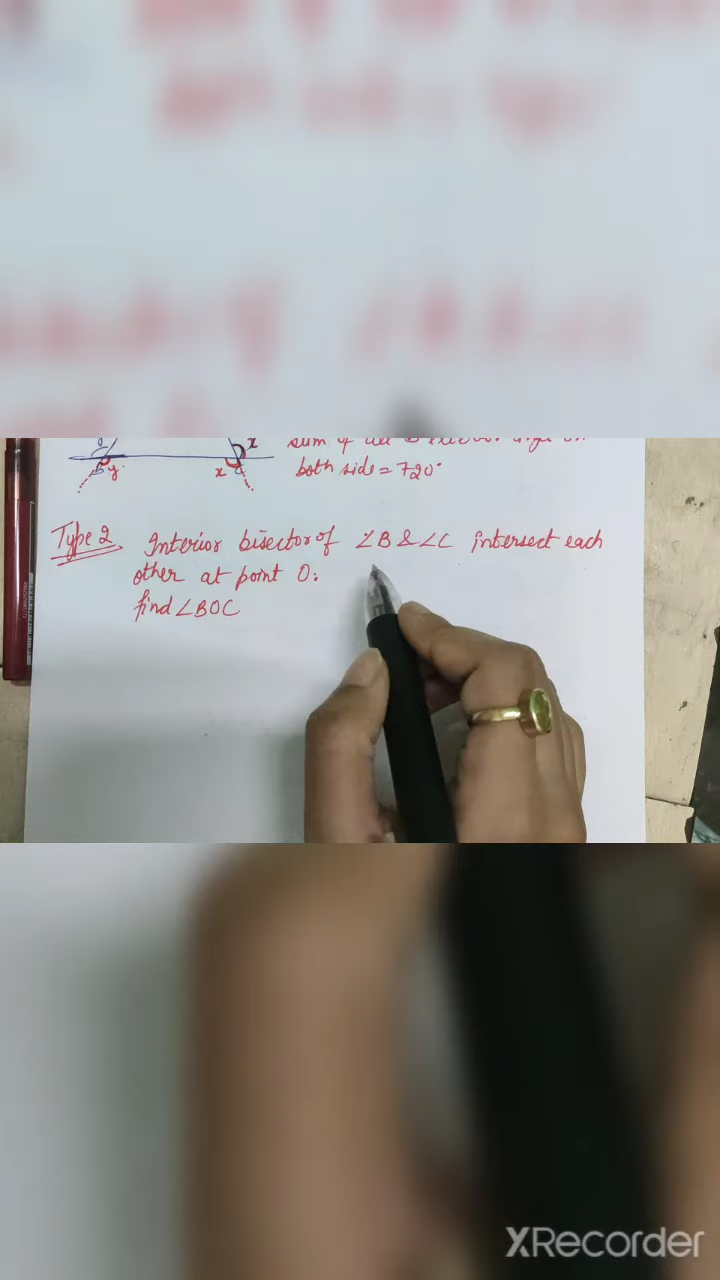 x
y
x
both side = 720°
Type 2 Interior bisector of ∠B & ∠C intersect each
other at point O.
find ∠BOC
XRecorder